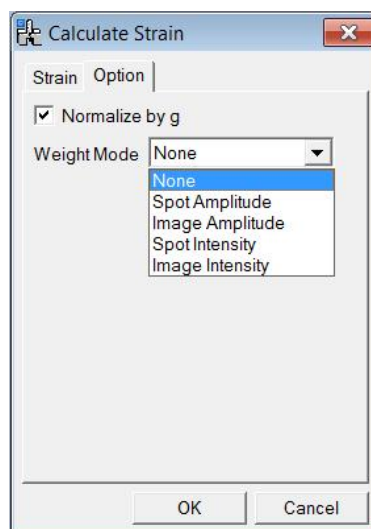 Calculate Strain
Strain Option
Normalize by g
Weight Mode None
None
Spot Amplitude
Image Amplitude
Spot Intensity
Image Intensity
OK Cancel